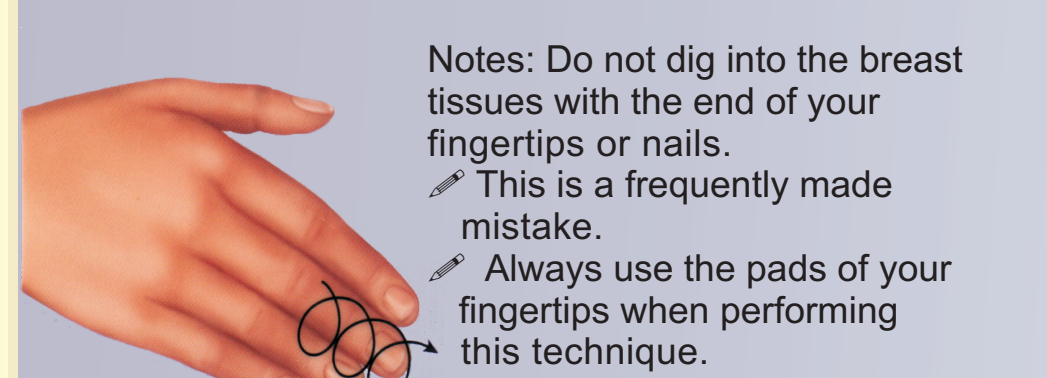 Notes: Do not dig into the breast
tissues with the end of your
fingertips or nails.
✐ This is a frequently made
mistake.
✐ Always use the pads of your
fingertips when performing
this technique.